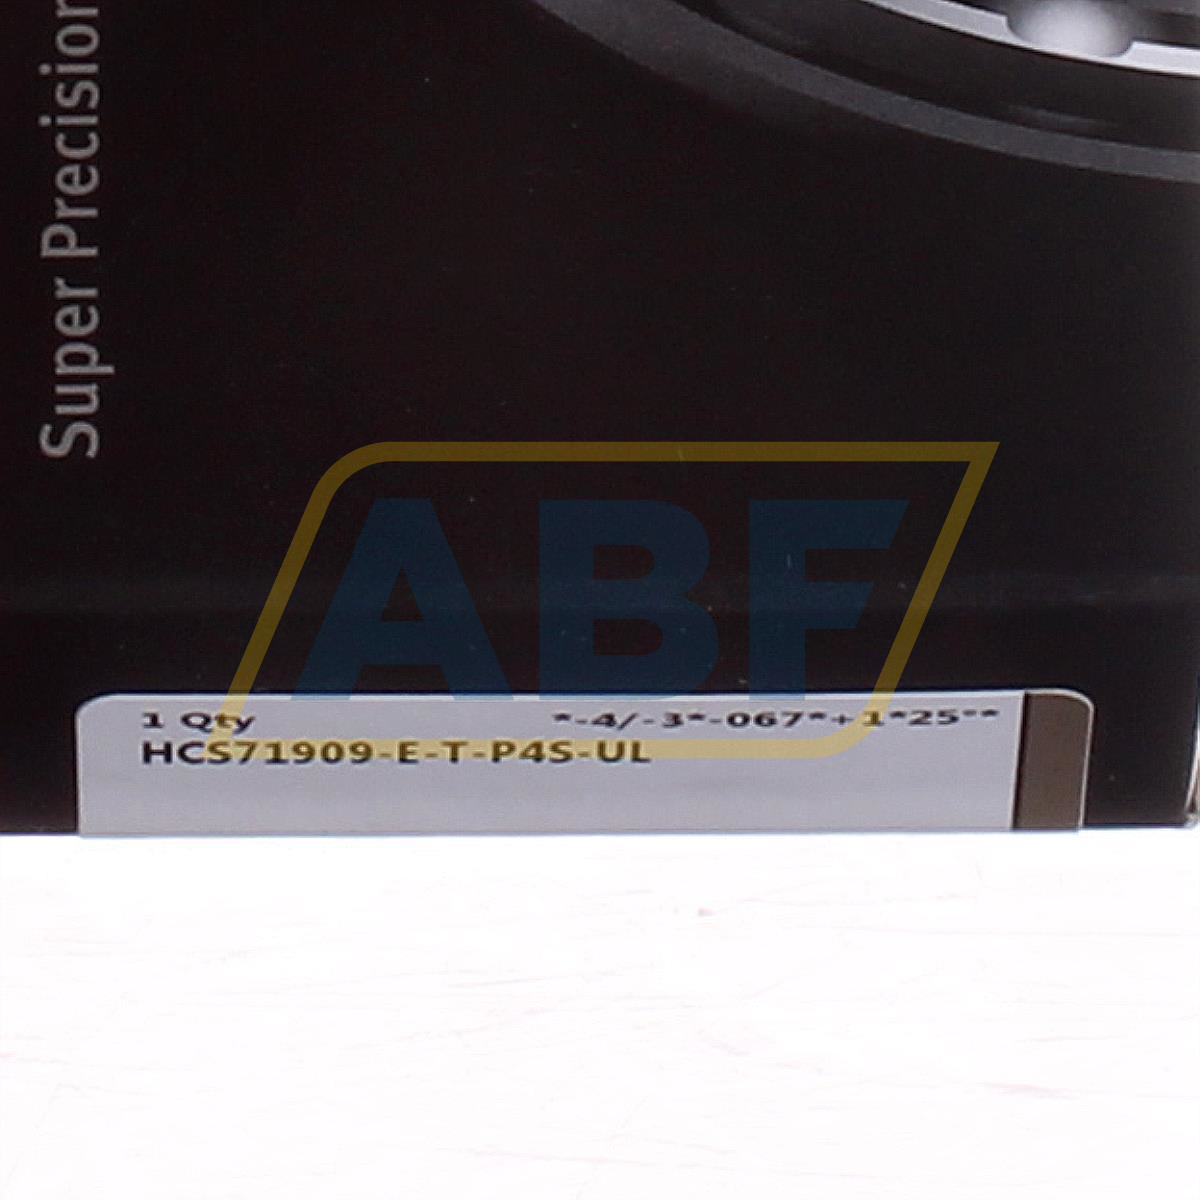 Super Precision
ABF
1 Qty *-4/-3*-067*+1*25°*
HCS71909-E-T-P4S-UL